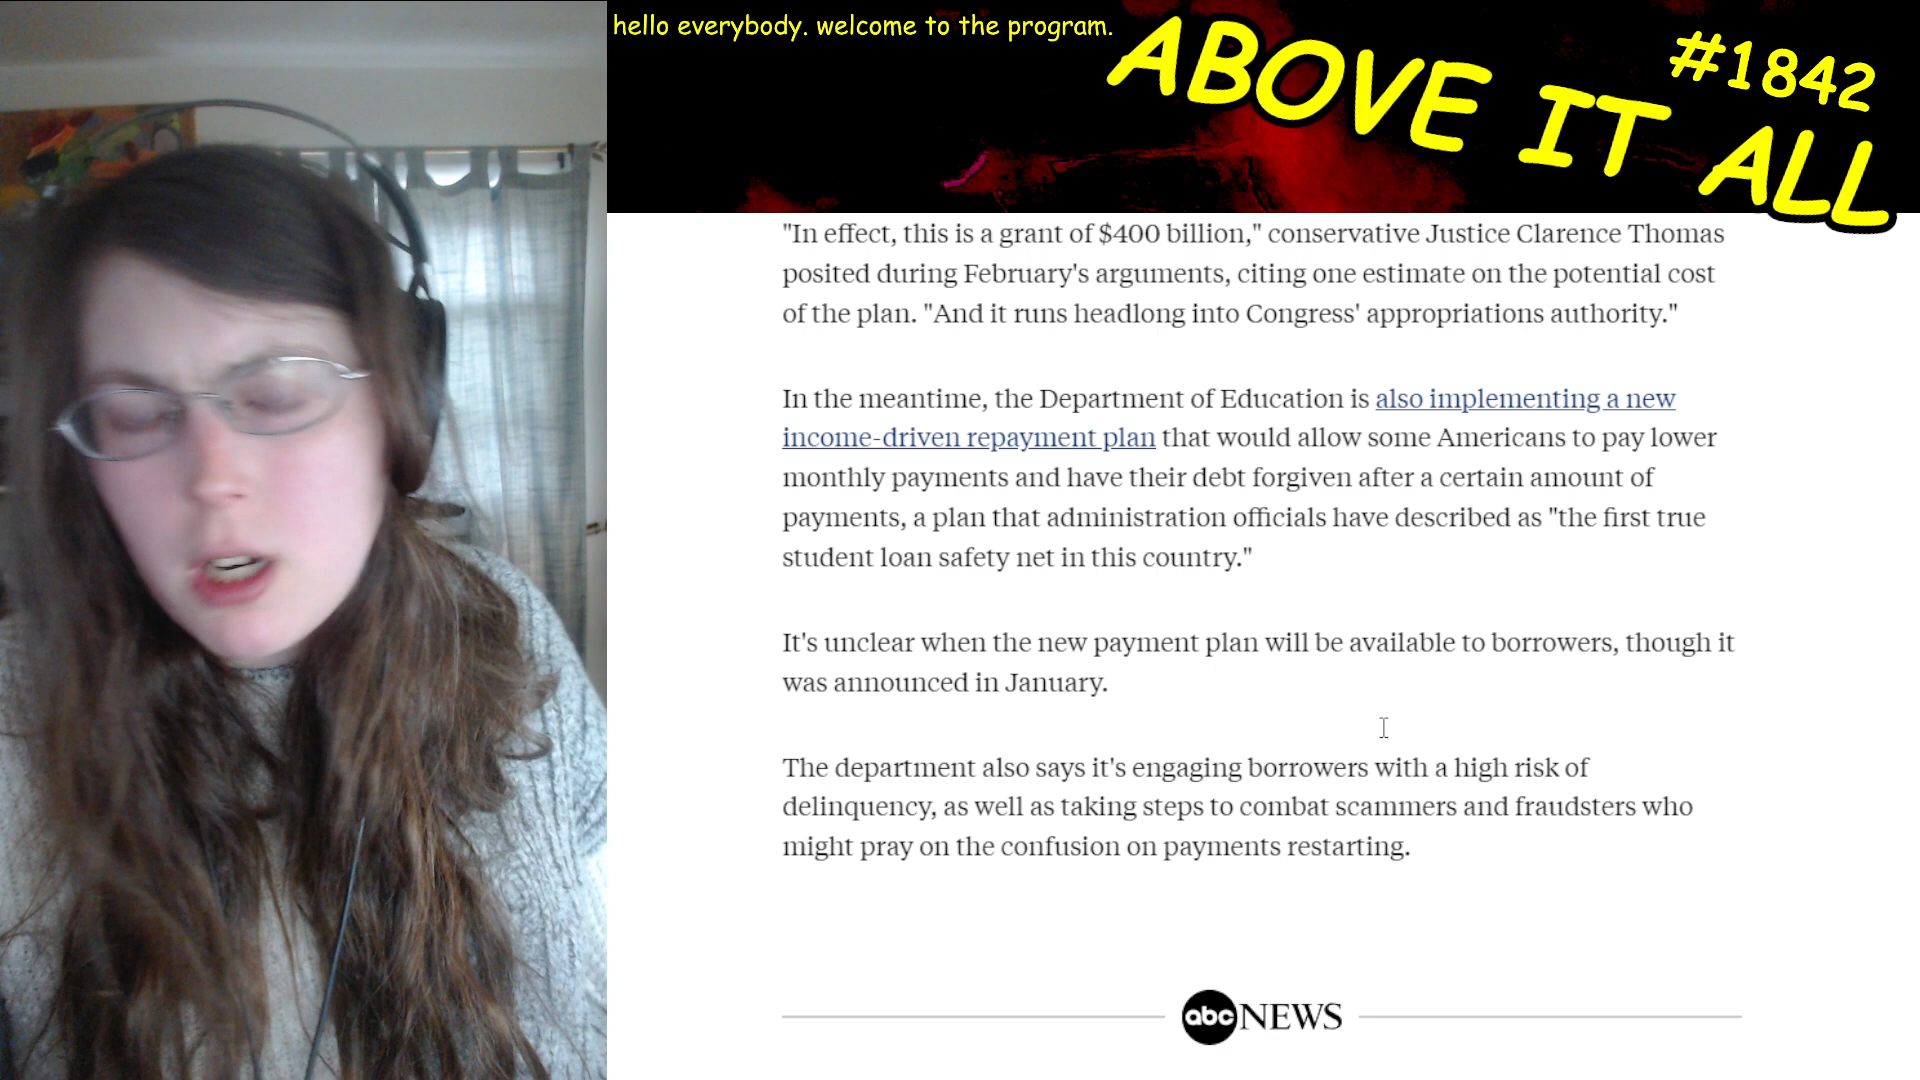 hello everybody. welcome to the program.
ABOVE IT ALL
#1842
"In effect, this is a grant of $400 billion," conservative Justice Clarence Thomas
posited during February's arguments, citing one estimate on the potential cost
of the plan. "And it runs headlong into Congress' appropriations authority."
In the meantime, the Department of Education is also implementing a new
income-driven repayment plan that would allow some Americans to pay lower
monthly payments and have their debt forgiven after a certain amount of
payments, a plan that administration officials have described as "the first true
student loan safety net in this country."
It's unclear when the new payment plan will be available to borrowers, though it
was announced in January.
The department also says it's engaging borrowers with a high risk of
delinquency, as well as taking steps to combat scammers and fraudsters who
might pray on the confusion on payments restarting.
abc NEWS